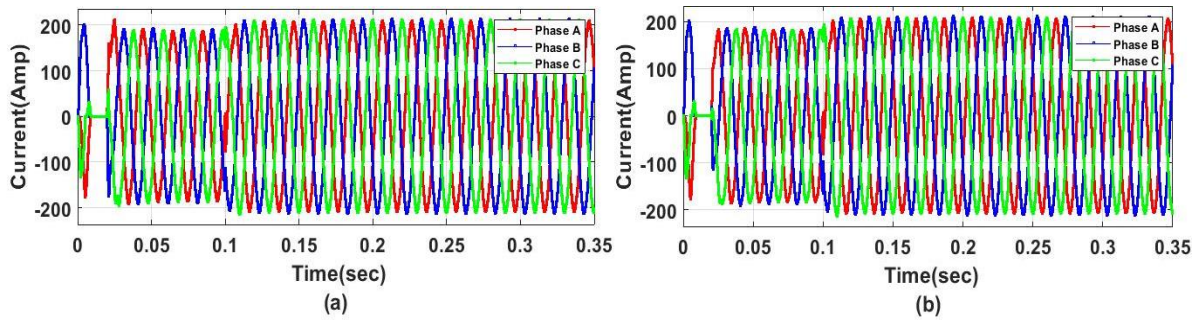 200
100
0
-100
-200
Current(Amp)
Phase A
Phase B
Phase C
0 0.05 0.1 0.15 0.2 0.25 0.3 0.35
Time(sec)
(a)
200
100
0
-100
-200
Current(Amp)
Phase A
Phase B
Phase C
0 0.05 0.1 0.15 0.2 0.25 0.3 0.35
Time(sec)
(b)